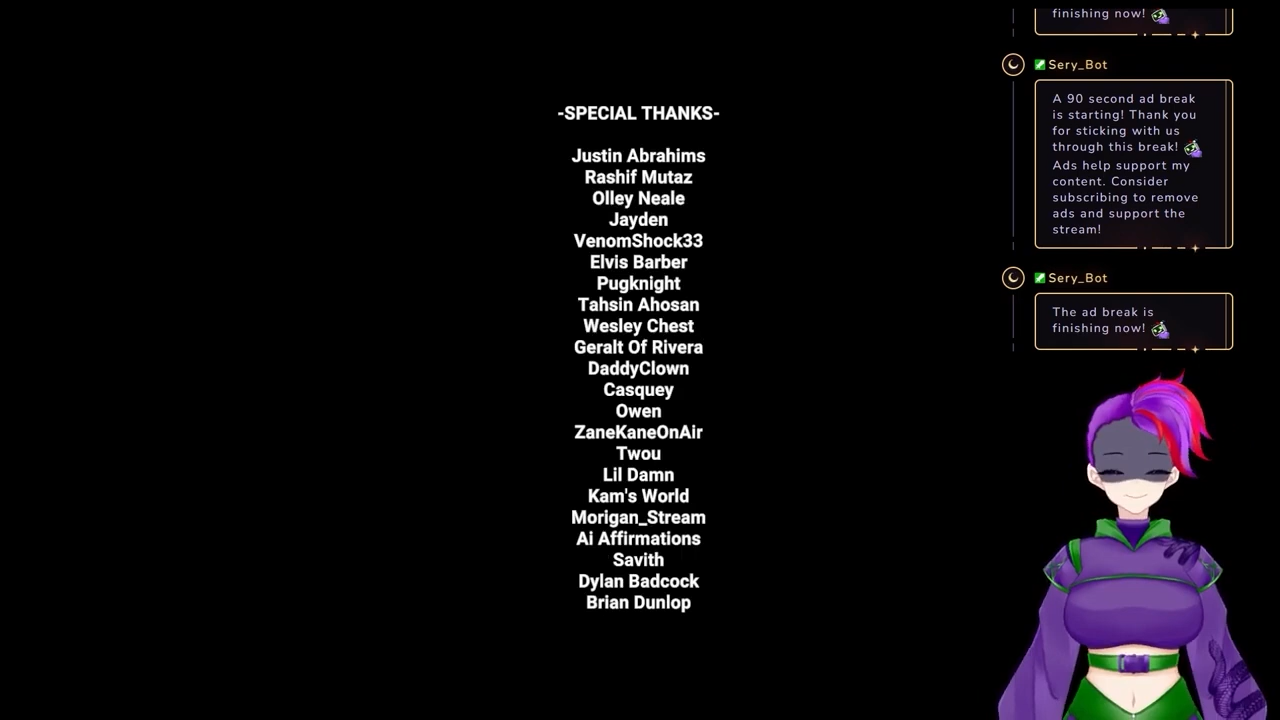 -SPECIAL THANKS-
Justin Abrahims
Rashif Mutaz
Olley Neale
Jayden
VenomShock33
Elvis Barber
Pugknight
Tahsin Ahosan
Wesley Chest
Geralt Of Rivera
DaddyClown
Casquey
Owen
ZaneKaneOnAir
Twou
Lil Damn
Kam's World
Morigan_Stream
Ai Affirmations
Savith
Dylan Badcock
Brian Dunlop
finishing now!
Sery_Bot
A 90 second ad break
is starting! Thank you
for sticking with us
through this break!
Ads help support my
content. Consider
subscribing to remove
ads and support the
stream!
Sery_Bot
The ad break is
finishing now!